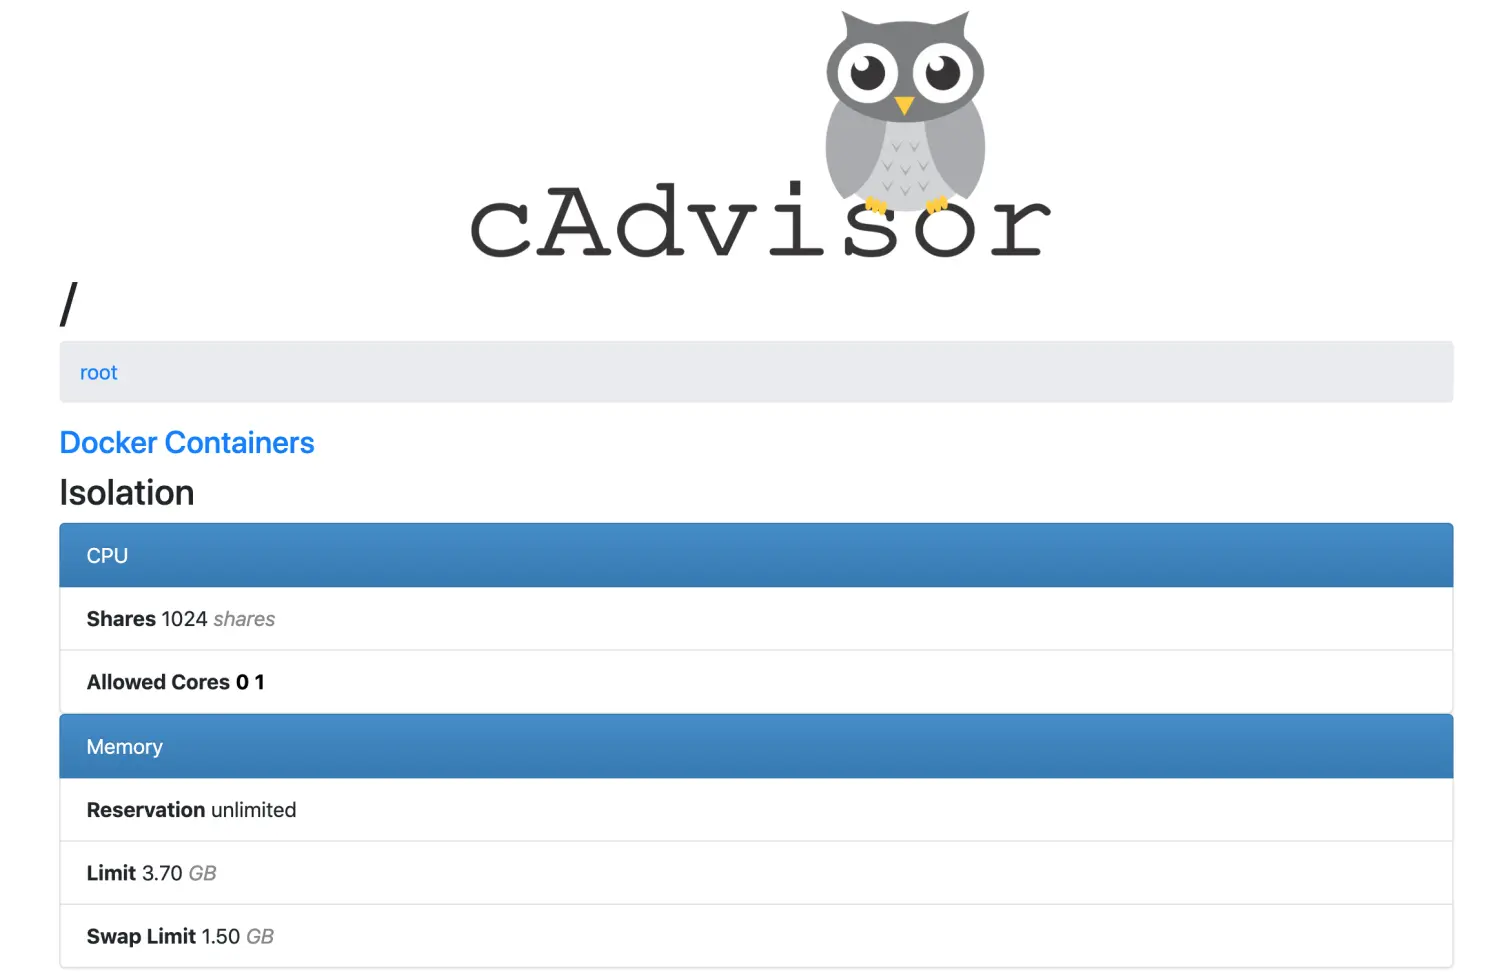 cAdvisor
/
root
Docker Containers
Isolation
CPU
Shares 1024 shares
Allowed Cores 0 1
Memory
Reservation unlimited
Limit 3.70 GB
Swap Limit 1.50 GB